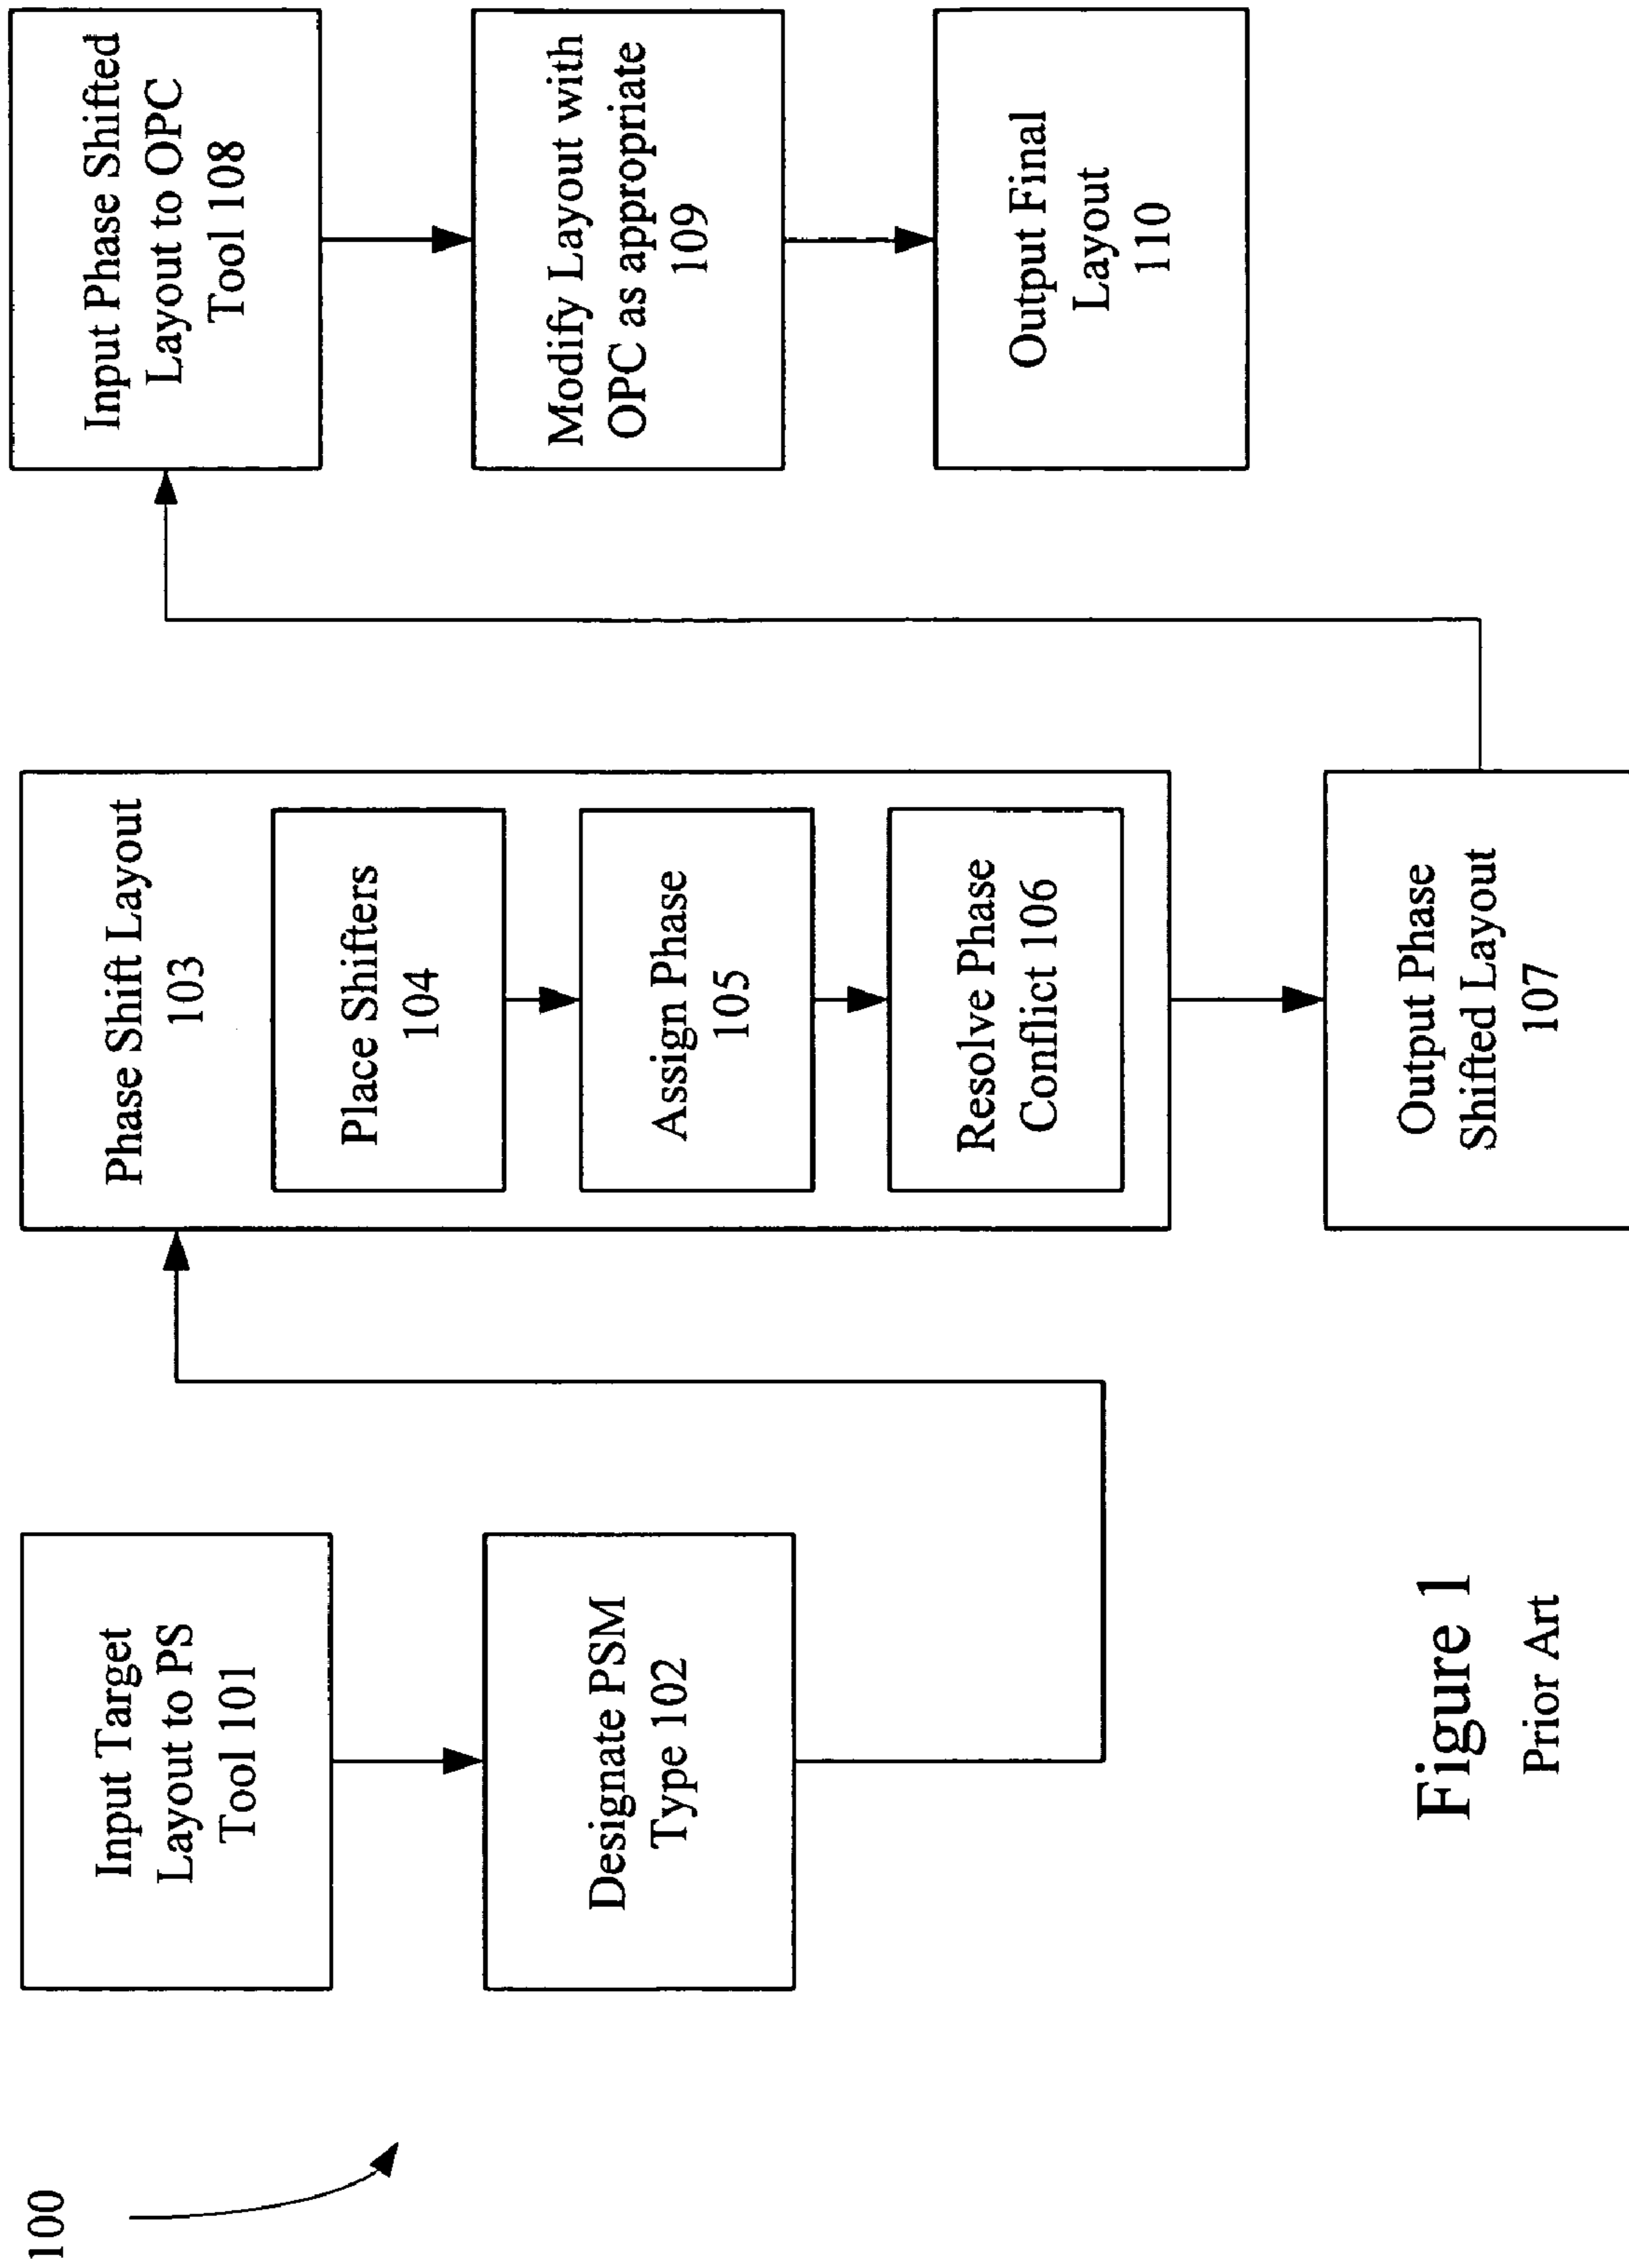 100
Input Target
Layout to PS
Tool 101
Designate PSM
Type 102
Phase Shift Layout
103
Place Shifters
104
Assign Phase
105
Resolve Phase
Conflict 106
Output Phase
Shifted Layout
107
Input Phase Shifted
Layout to OPC
Tool 108
Modify Layout with
OPC as appropriate
109
Output Final
Layout
110
Figure 1
Prior Art